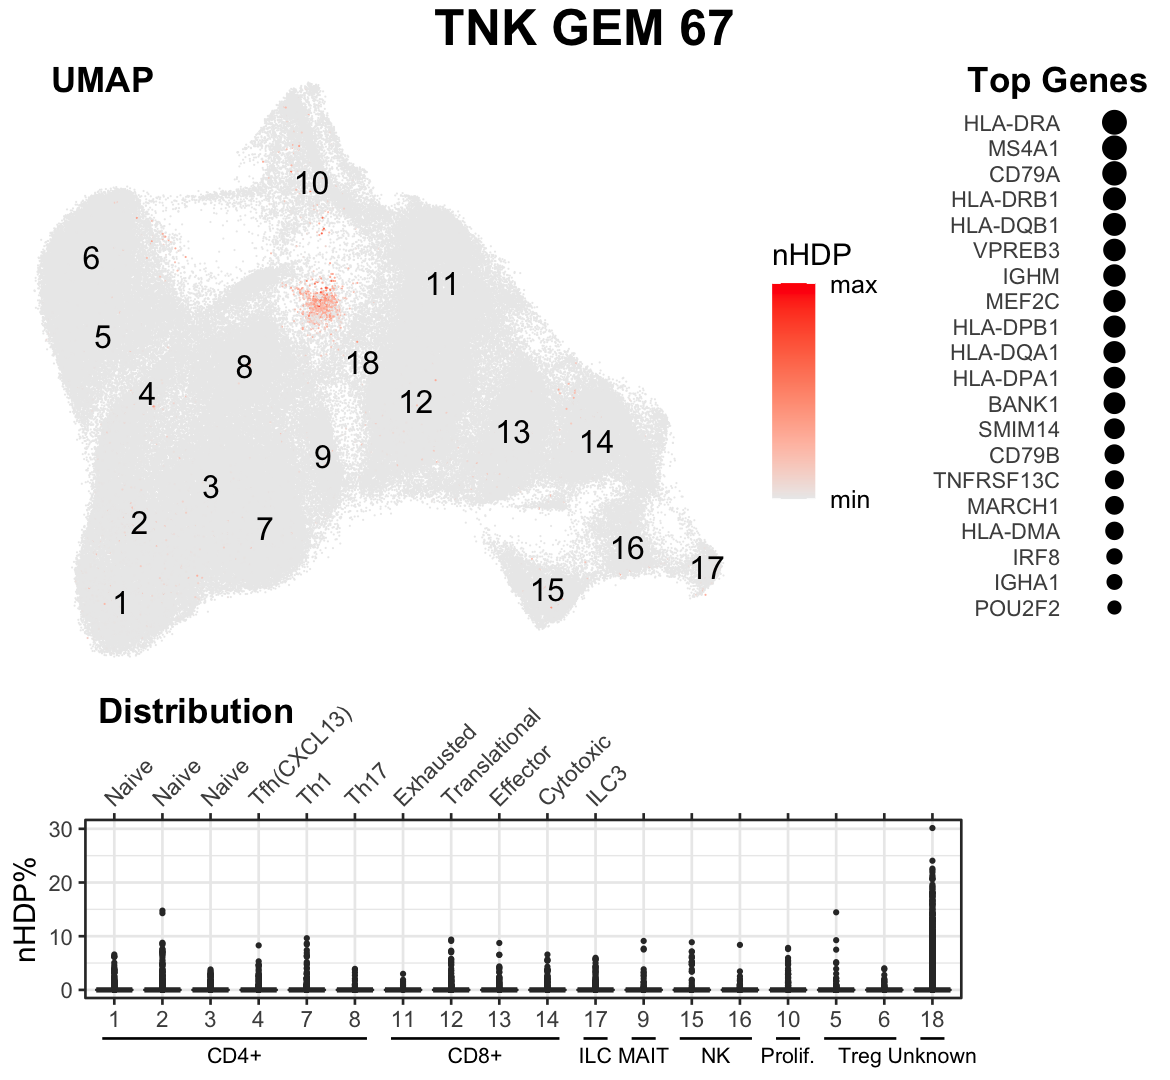 TNK GEM 67
UMAP
Top Genes
10
6
11
5
8
18
4
12
13
14
9
3
2
7
16
17
15
1
nHDP
max
min
HLA-DRA
MS4A1
CD79A
HLA-DRB1
HLA-DQB1
VPREB3
IGHM
MEF2C
HLA-DPB1
HLA-DQA1
HLA-DPA1
BANK1
SMIM14
CD79B
TNFRSF13C
MARCH1
HLA-DMA
IRF8
IGHA1
POU2F2
Distribution
Naive
Naive
Naive
Tfh(CXCL13)
Th1
Th17
Exhausted
Translational
Effector
Cytotoxic
ILC3
nHDP%
30
20
10
0
1 2 3 4 7 8 11 12 13 14 17 9 15 16 10 5 6 18
CD4+ CD8+ ILC MAIT NK Prolif. Treg Unknown